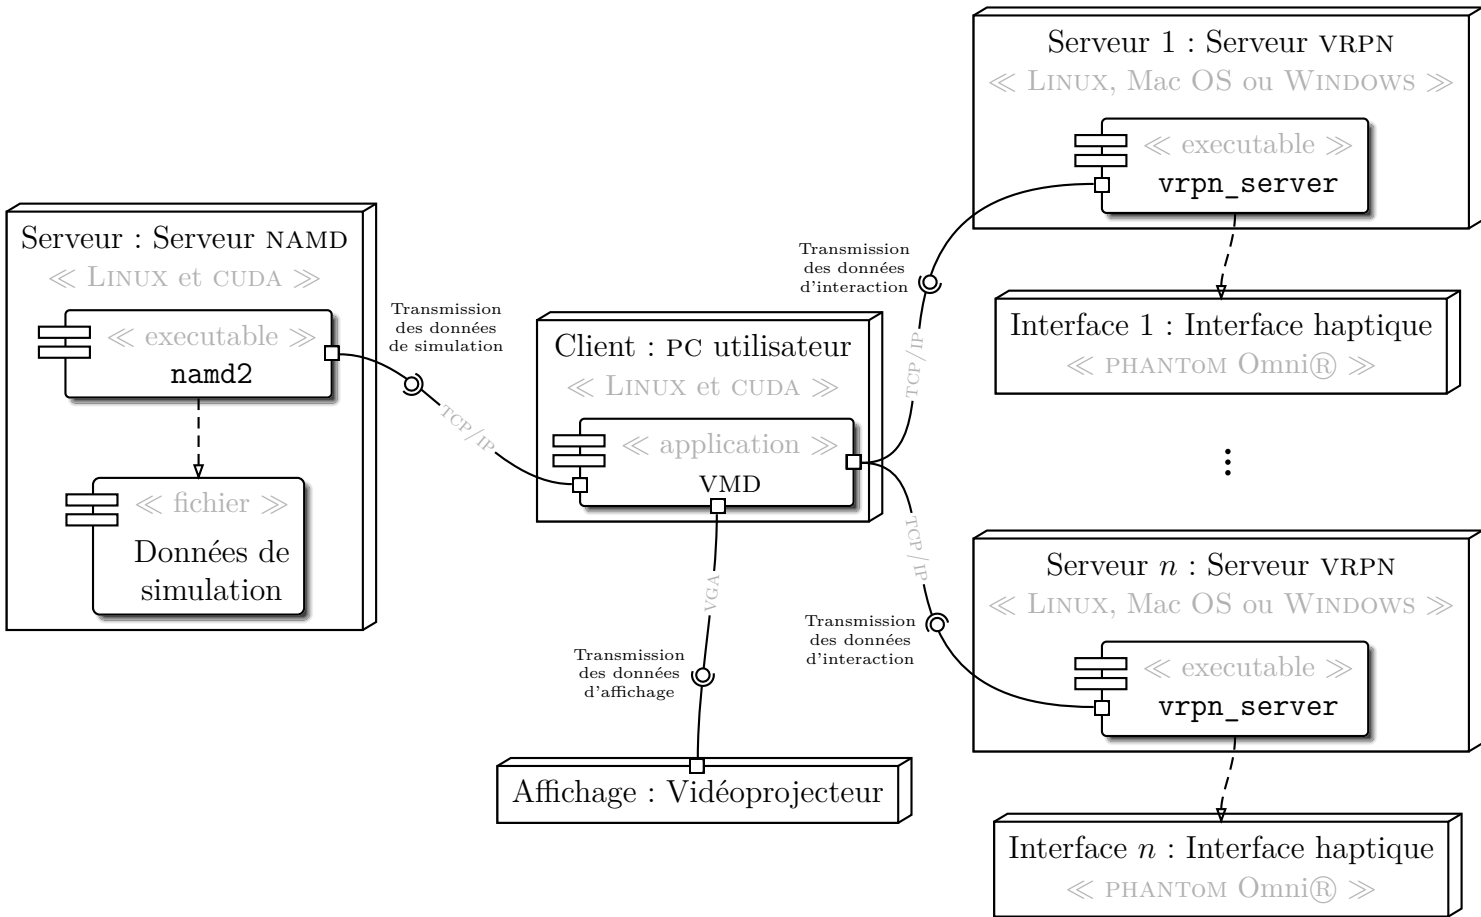 Serveur : Serveur NAMD
≪ LINUX et CUDA ≫
≪ executable ≫
namd2
≪ fichier ≫
Données de
simulation
Transmission
des données
de simulation
TCP/IP
Client : PC utilisateur
≪ LINUX et CUDA ≫
≪ application ≫
VMD
VGA
Transmission
des données
d'affichage
Affichage : Vidéoprojecteur
TCP/IP
Transmission
des données
d'interaction
Serveur 1 : Serveur VRPN
≪ LINUX, Mac OS ou WINDOWS ≫
≪ executable ≫
vrpn_server
Interface 1 : Interface haptique
≪ PHANTOM Omni® ≫
⋮
TCP/IP
Transmission
des données
d'interaction
Serveur n : Serveur VRPN
≪ LINUX, Mac OS ou WINDOWS ≫
≪ executable ≫
vrpn_server
Interface n : Interface haptique
≪ PHANTOM Omni® ≫